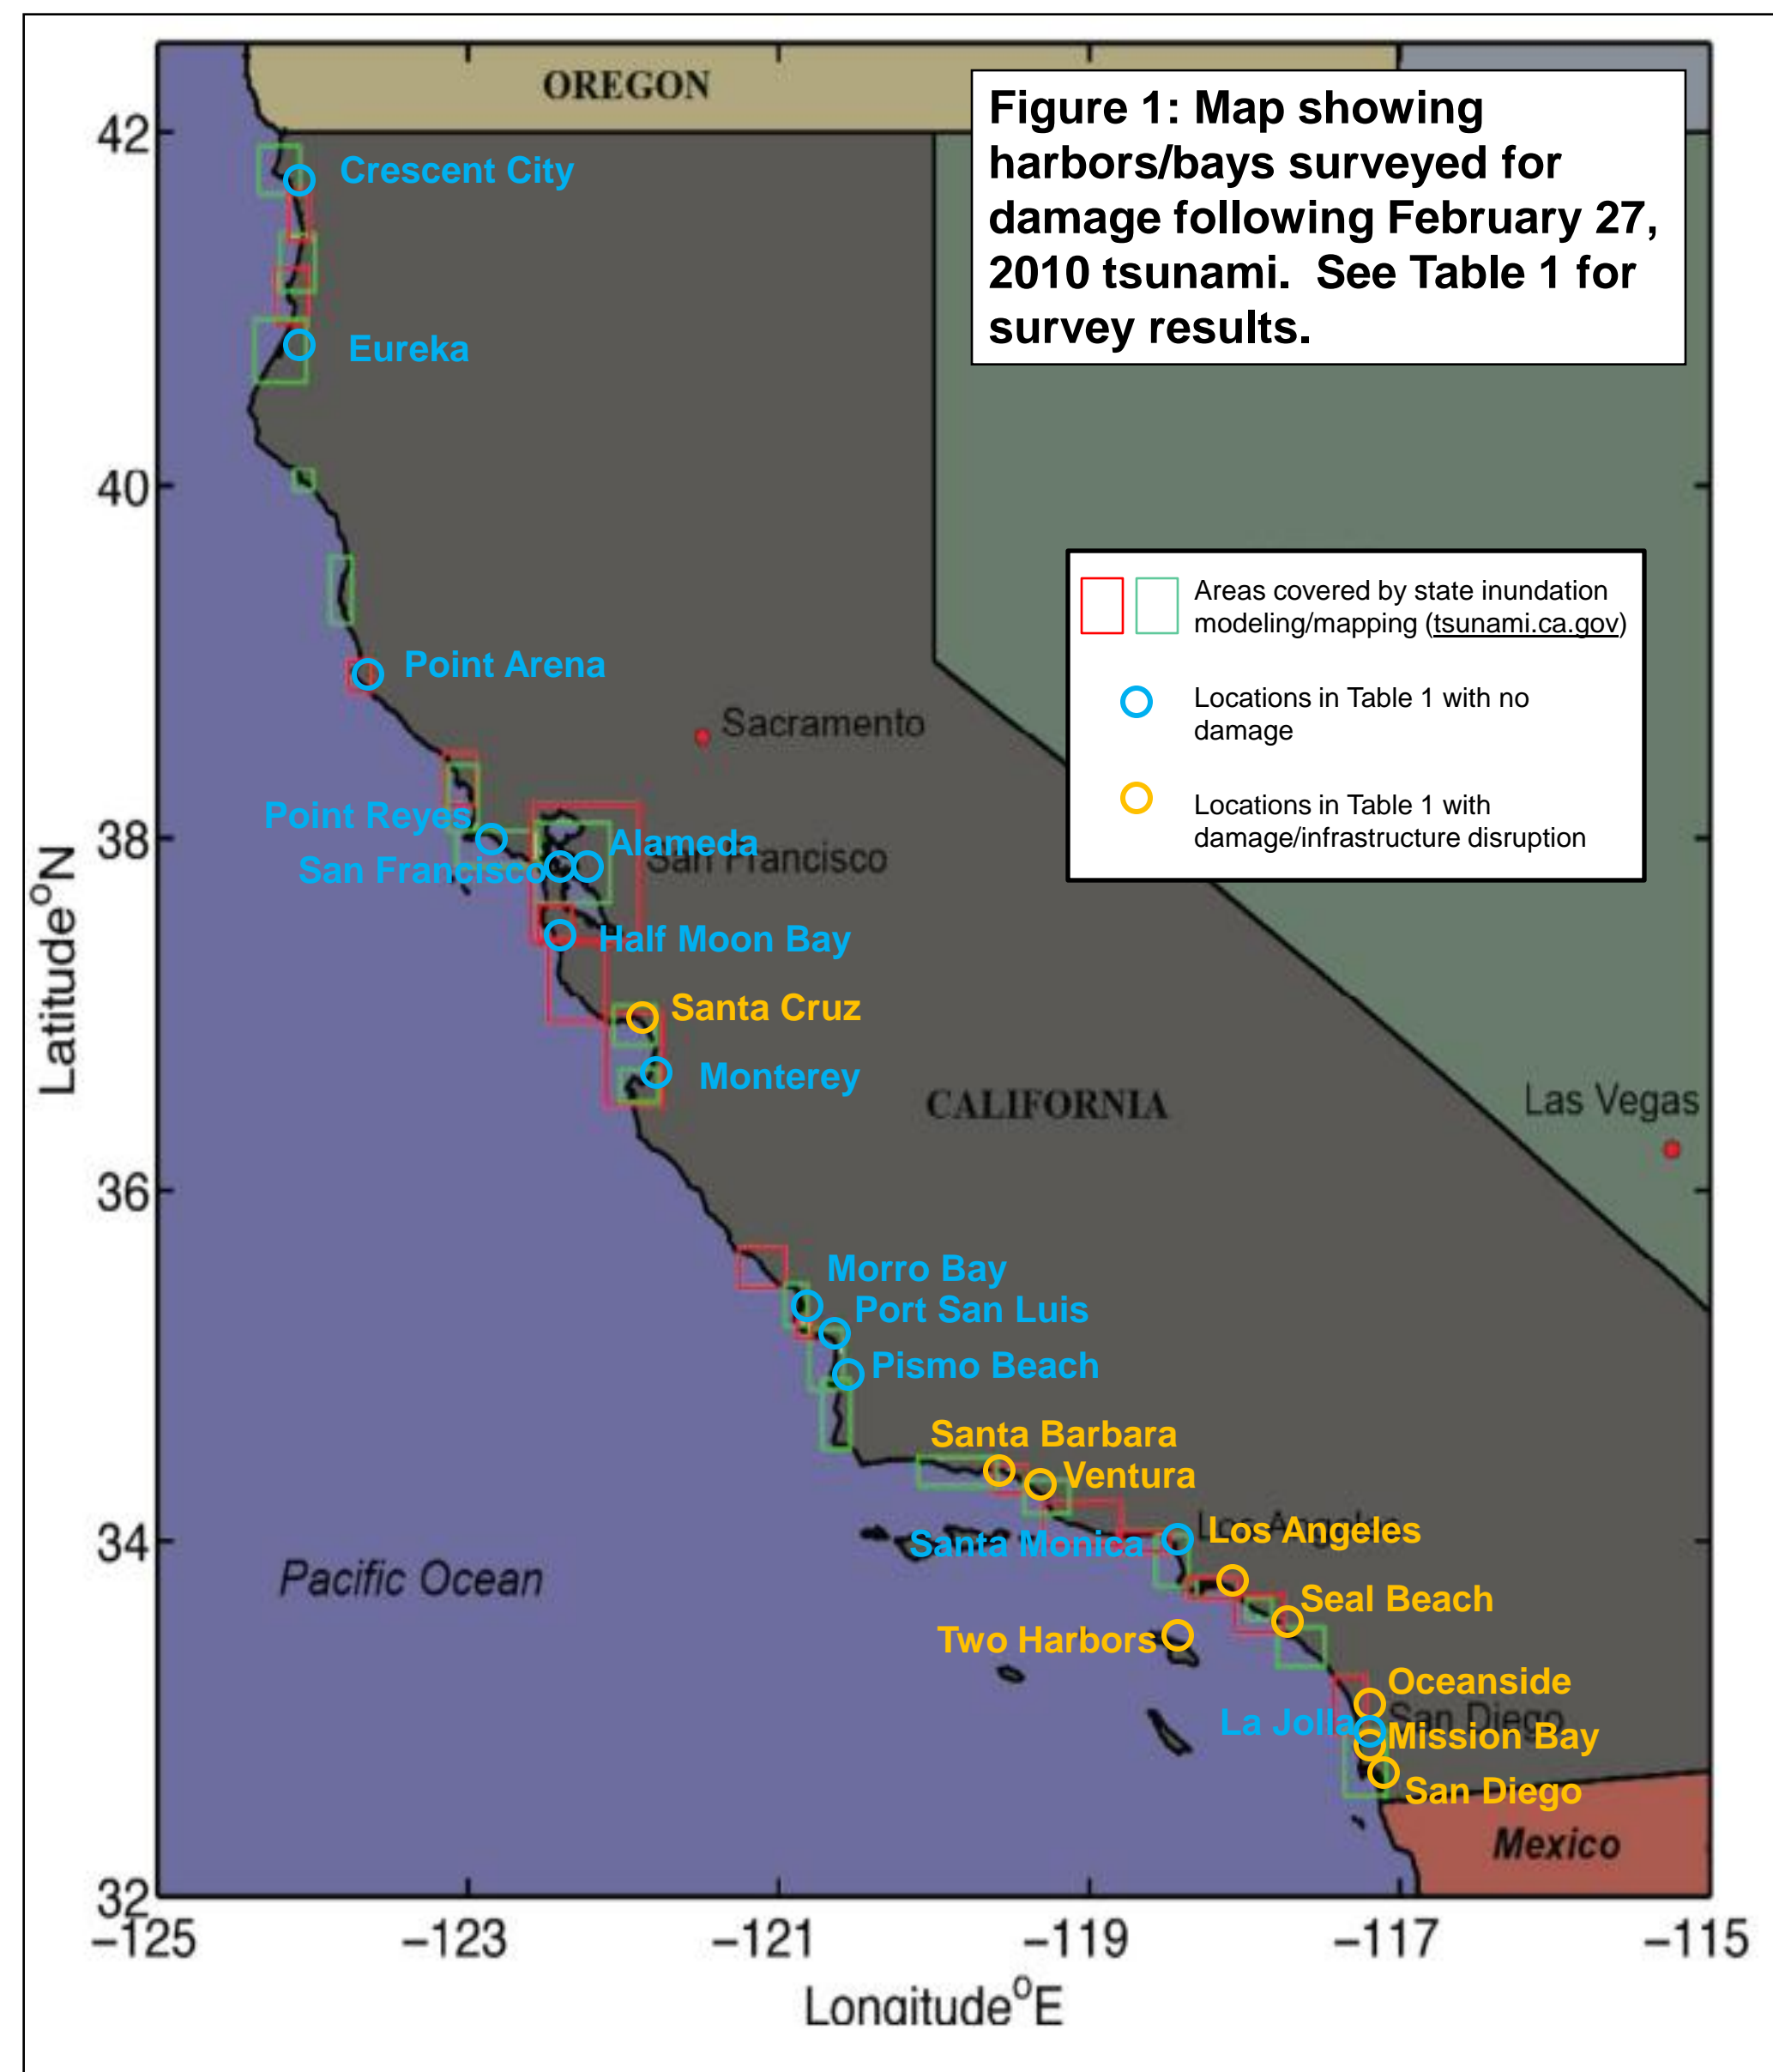 OREGON
Figure 1: Map showing
harbors/bays surveyed for
damage following February 27,
2010 tsunami. See Table 1 for
survey results.
42
Crescent City
Eureka
40
Areas covered by state inundation
modeling/mapping (tsunami.ca.gov)
Locations in Table 1 with no
damage
Locations in Table 1 with
damage/infrastructure disruption
Point Arena
Sacramento
Point Reyes
38
Alameda
San Francisco
San Francisco
Half Moon Bay
Santa Cruz
Monterey
CALIFORNIA
Las Vegas
Latitude°N
36
Morro Bay
Port San Luis
Pismo Beach
Santa Barbara
Ventura
34
Santa Monica
Los Angeles
Los Angeles
Pacific Ocean
Seal Beach
Two Harbors
Oceanside
La Jolla
San Diego
Mission Bay
San Diego
Mexico
32
−125
−123
−121
−119
−117
−115
Longitude°E